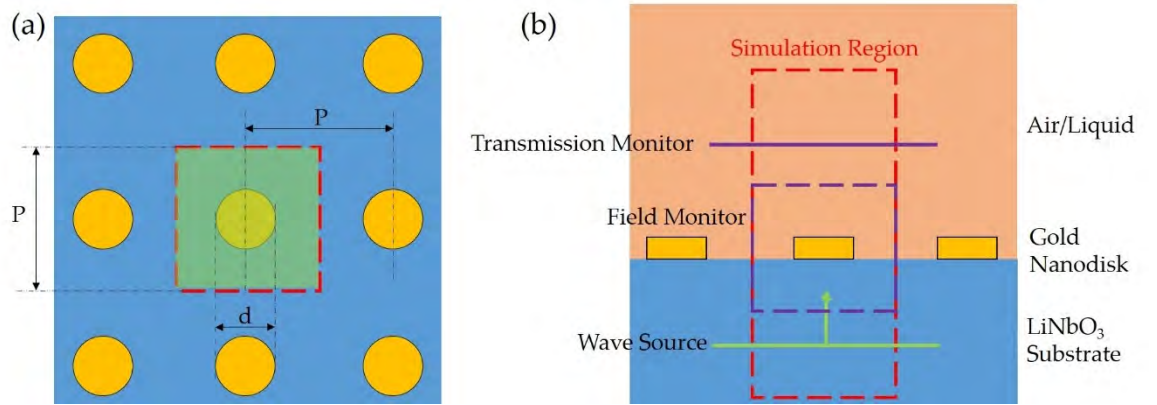 (a)
P
P
d
(b)
Simulation Region
Transmission Monitor
Air/Liquid
Field Monitor
Gold
Nanodisk
Wave Source
LiNbO₃
Substrate